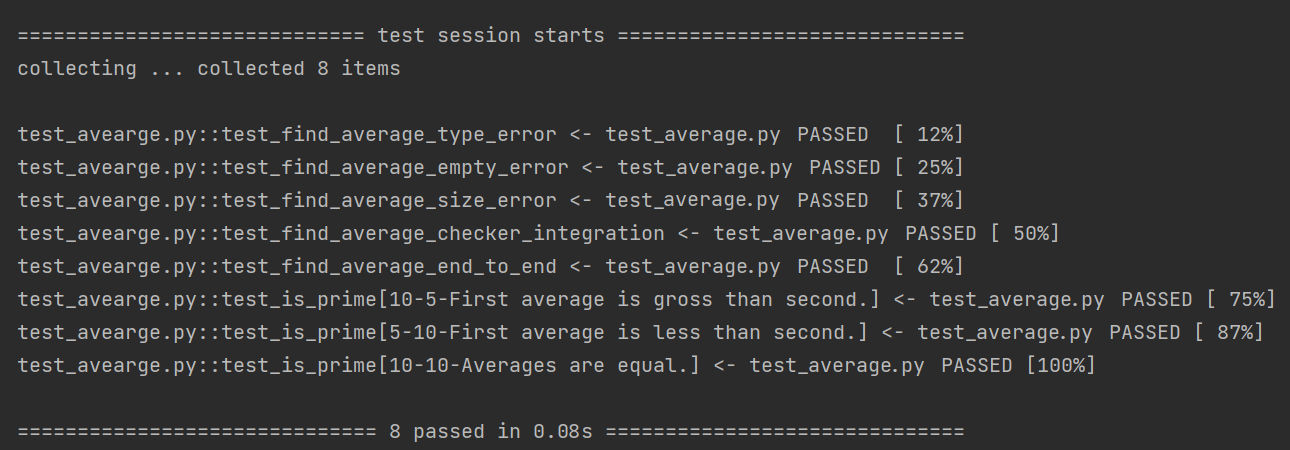 ============================= test session starts =============================
collecting ... collected 8 items
test_avearge.py::test_find_average_type_error <- test_average.py PASSED  [ 12%]
test_avearge.py::test_find_average_empty_error <- test_average.py PASSED [ 25%]
test_avearge.py::test_find_average_size_error <- test_average.py PASSED  [ 37%]
test_avearge.py::test_find_average_checker_integration <- test_average.py PASSED [ 50%]
test_avearge.py::test_find_average_end_to_end <- test_average.py PASSED  [ 62%]
test_avearge.py::test_is_prime[10-5-First average is gross than second.] <- test_average.py PASSED [ 75%]
test_avearge.py::test_is_prime[5-10-First average is less than second.] <- test_average.py PASSED [ 87%]
test_avearge.py::test_is_prime[10-10-Averages are equal.] <- test_average.py PASSED [100%]
============================== 8 passed in 0.08s ==============================